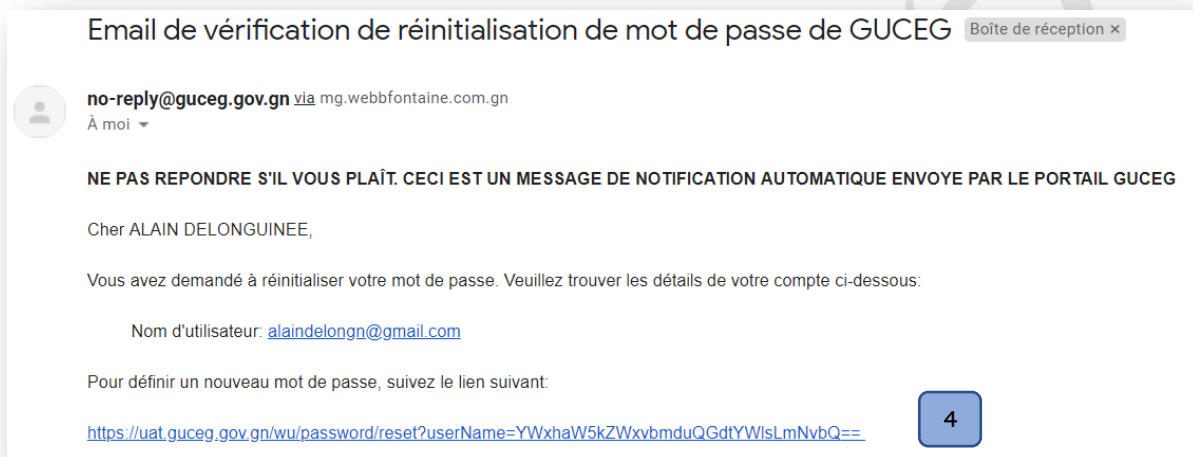 Email de vérification de réinitialisation de mot de passe de GUCEG Boîte de réception ×
no-reply@guceg.gov.gn via mg.webbfontaine.com.gn
À moi
NE PAS REPONDRE S'IL VOUS PLAÎT. CECI EST UN MESSAGE DE NOTIFICATION AUTOMATIQUE ENVOYE PAR LE PORTAIL GUCEG
Cher ALAIN DELONGUINEE,
Vous avez demandé à réinitialiser votre mot de passe. Veuillez trouver les détails de votre compte ci-dessous:
Nom d'utilisateur: alaindelongn@gmail.com
Pour définir un nouveau mot de passe, suivez le lien suivant:
https://uat.guceg.gov.gn/wu/password/reset?userName=YWxhaW5kZWxvbmduQGdtYWlsLmNvbQ==
4